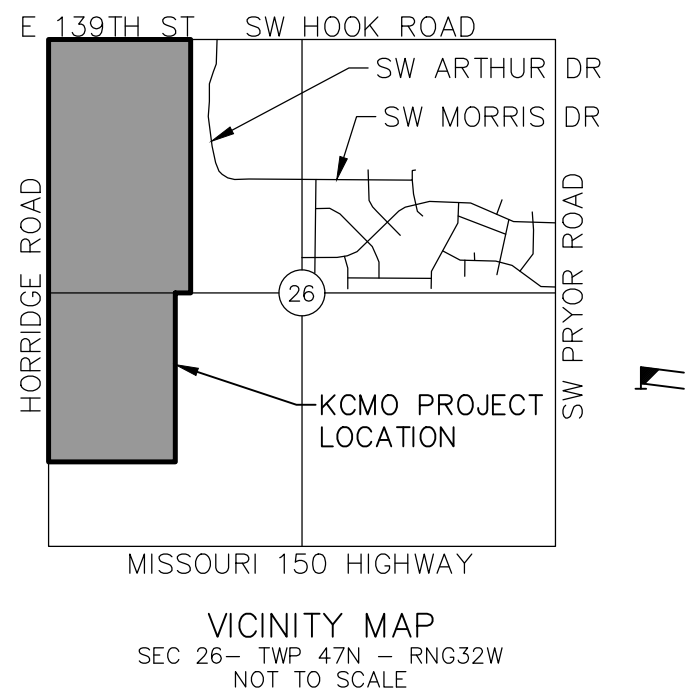 E 139TH ST
SW HOOK ROAD
SW ARTHUR DR
SW MORRIS DR
HORRIDGE ROAD
SW PRYOR ROAD
26
KCMO PROJECT
LOCATION
MISSOURI 150 HIGHWAY
VICINITY MAP
SEC 26– TWP 47N – RNG32W
NOT TO SCALE